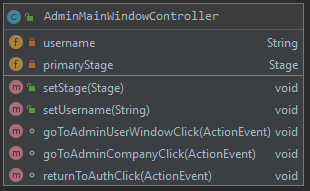 C AdminMainWindowController
f username String
f primaryStage Stage
m setStage(Stage) void
m setUsername(String) void
m goToAdminUserWindowClick(ActionEvent) void
m goToAdminCompanyClick(ActionEvent) void
m returnToAuthClick(ActionEvent) void